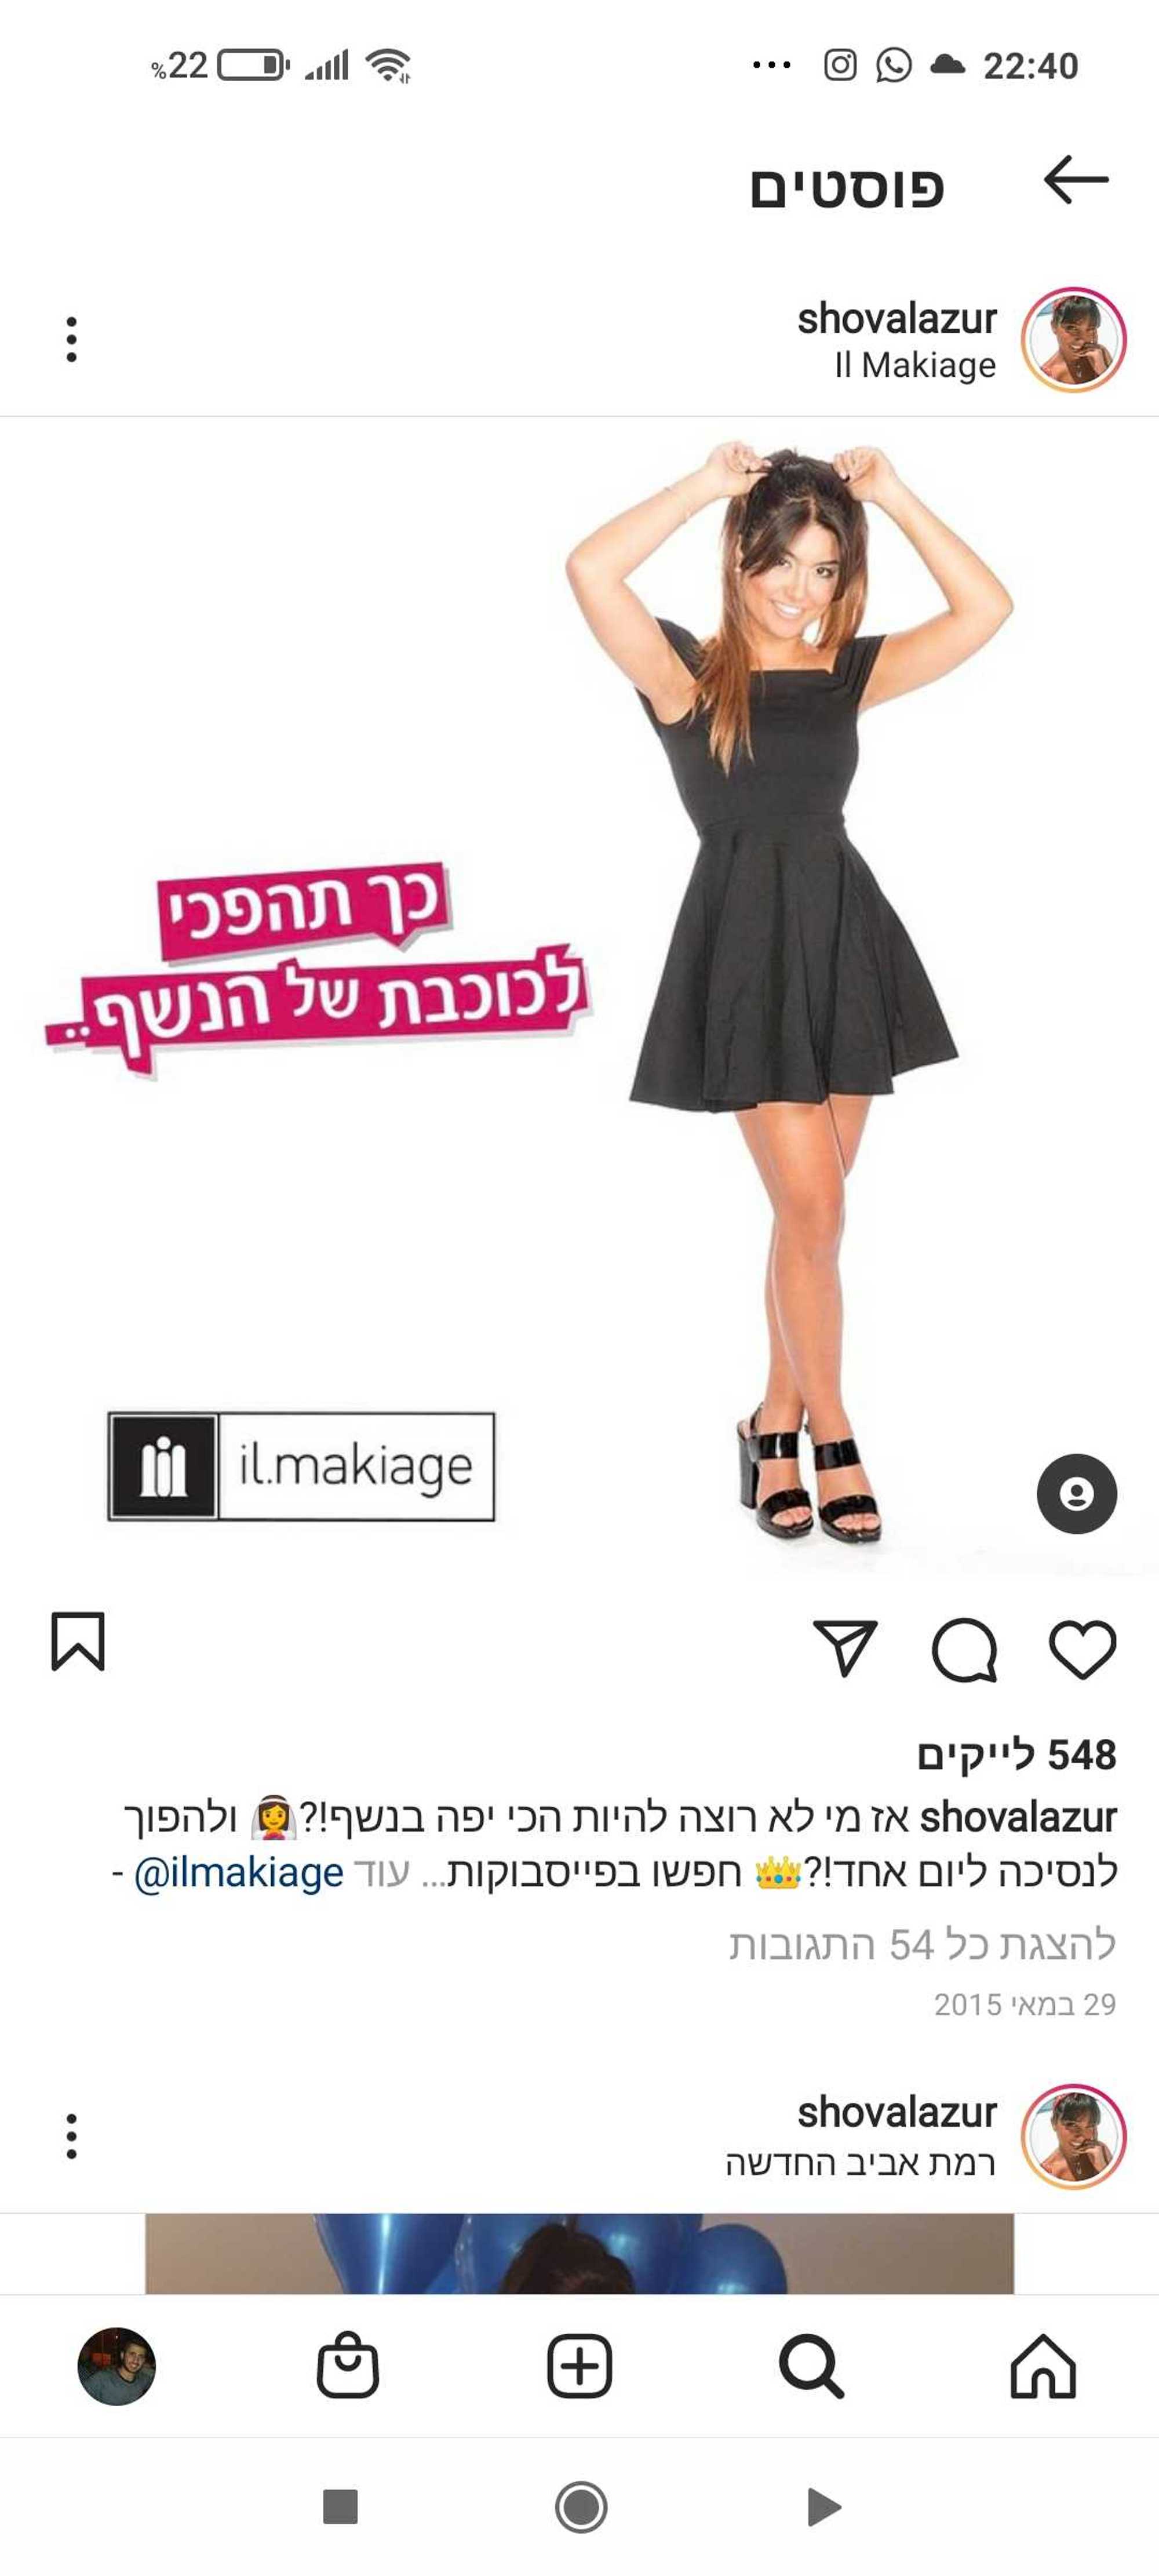 %22
22:40
פוסטים
shovalazur
Il Makiage
כך תהפכי
לכוכבת של הנשף..
il.makiage
548 לייקים
shovalazur אז מי לא רוצה להיות הכי יפה בנשף!?👰 ולהפוך
לנסיכה ליום אחד!?👑 חפשו בפייסבוקות... עוד @ilmakiage -
להצגת כל 54 התגובות
29 במאי 2015
shovalazur
רמת אביב החדשה